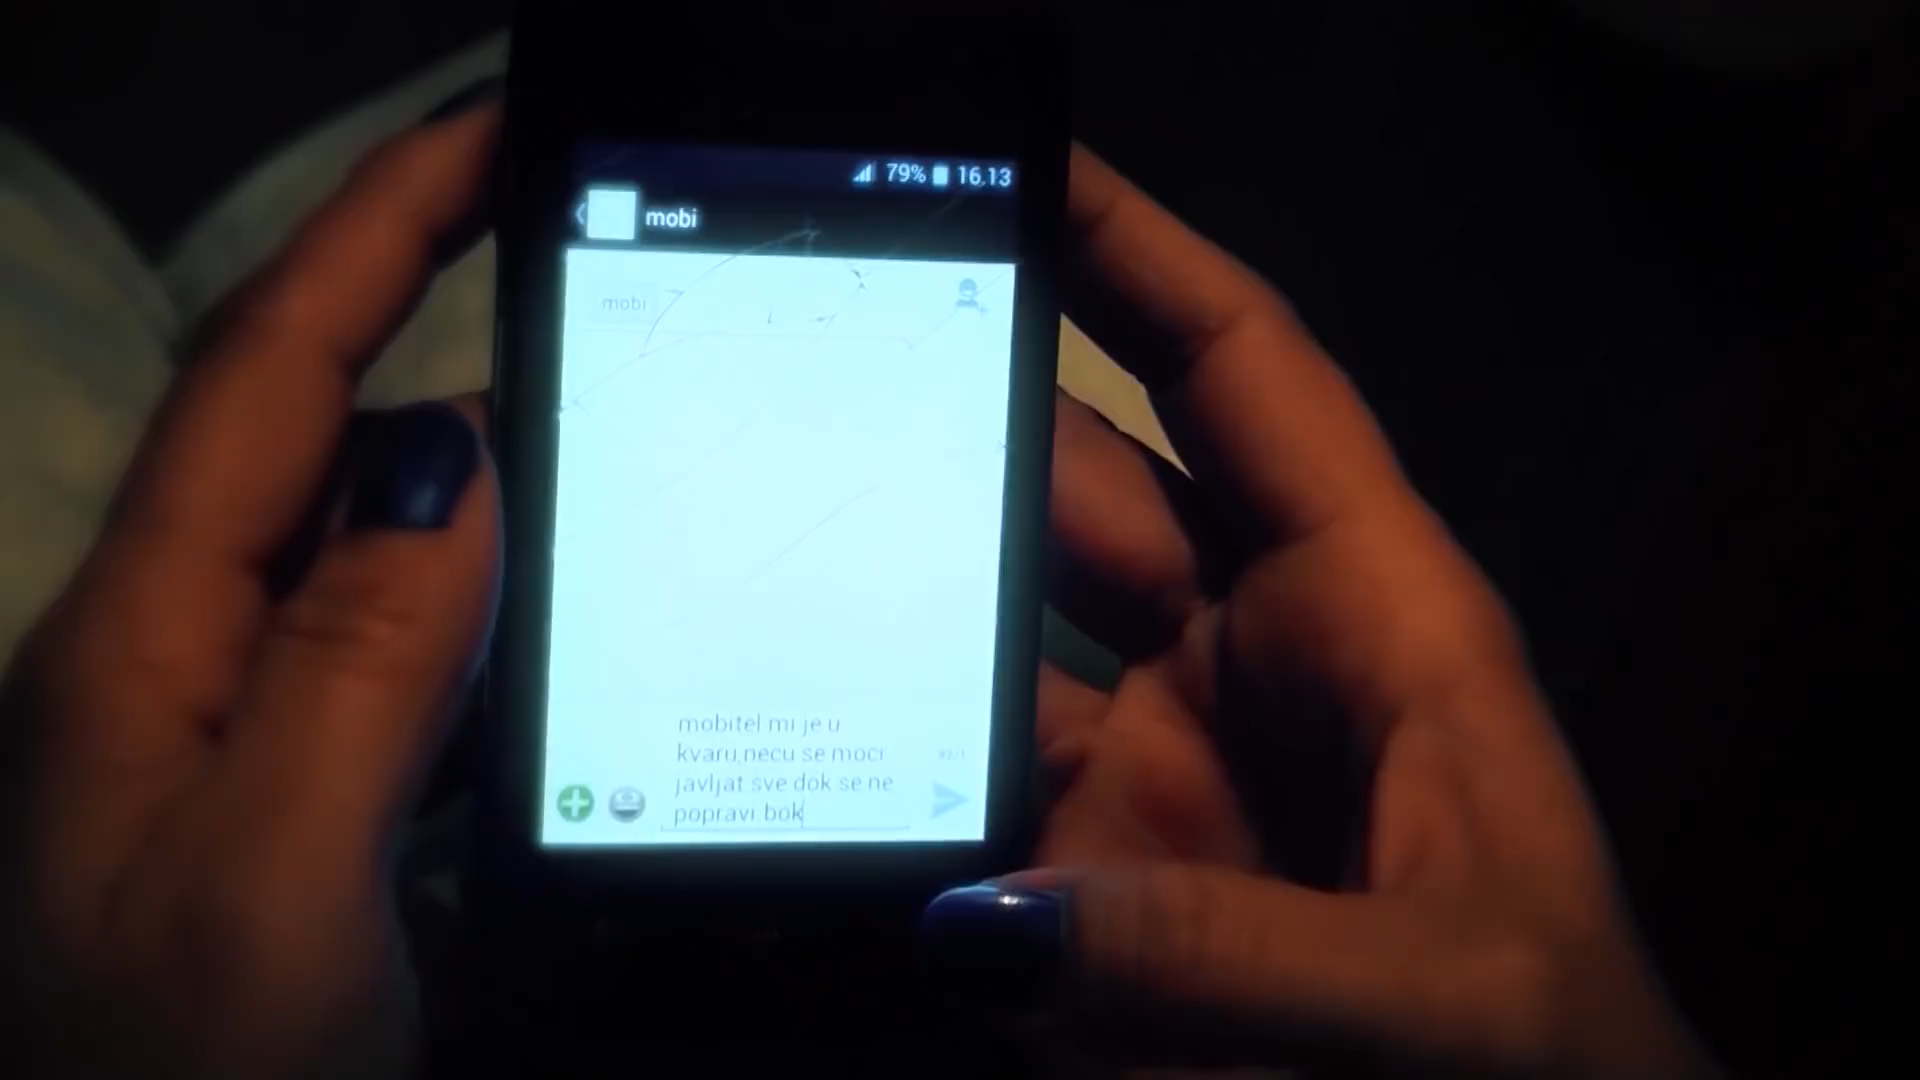 79% 16.13
mobi
mobi
mobitel mi je u
kvaru,necu se moci
javljat sve dok se ne
popravi.bok